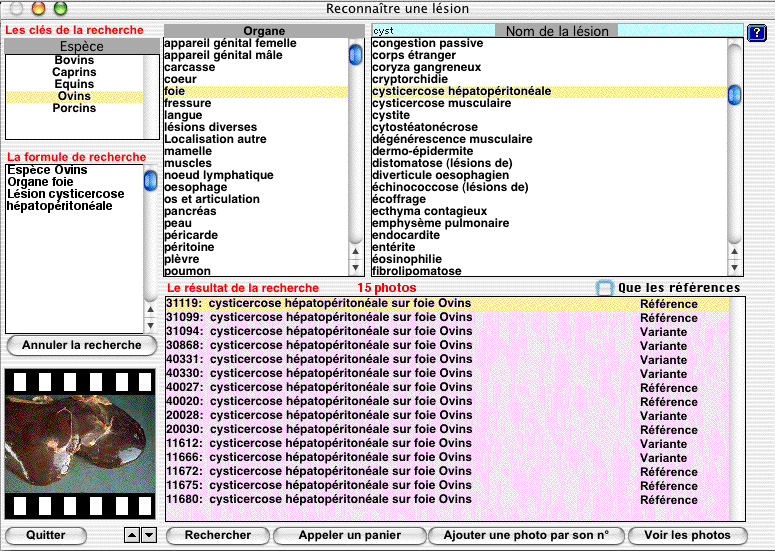 Reconnaître une lésion
Les clés de la recherche
Espèce
Bovins
Caprins
Equins
Ovins
Porcins
La formule de recherche
Espèce Ovins
Organe foie
Lésion cysticercose
hépatopéritonéale
Annuler la recherche
Organe
appareil génital femelle
appareil génital mâle
carcasse
coeur
foie
fressure
langue
lésions diverses
Localisation autre
mamelle
muscles
noeud lymphatique
oesophage
os et articulation
pancréas
peau
péricarde
péritoine
plèvre
poumon
cyst
Nom de la lésion
?
congestion passive
corps étranger
coryza gangreneux
cryptorchidie
cysticercose hépatopéritonéale
cysticercose musculaire
cystite
cytostéatonécrose
dégénérescence musculaire
dermo-épidermite
distomatose (lésions de)
diverticule oesophagien
échinococcose (lésions de)
écoffrage
ecthyma contagieux
emphysème pulmonaire
endocardite
entérite
éosinophilie
fibrolipomatose
Le résultat de la recherche 15 photos Que les références
31119: cysticercose hépatopéritonéale sur foie Ovins Référence
31099: cysticercose hépatopéritonéale sur foie Ovins Référence
31094: cysticercose hépatopéritonéale sur foie Ovins Variante
30868: cysticercose hépatopéritonéale sur foie Ovins Variante
40331: cysticercose hépatopéritonéale sur foie Ovins Variante
40330: cysticercose hépatopéritonéale sur foie Ovins Variante
40027: cysticercose hépatopéritonéale sur foie Ovins Référence
40020: cysticercose hépatopéritonéale sur foie Ovins Référence
20028: cysticercose hépatopéritonéale sur foie Ovins Variante
20030: cysticercose hépatopéritonéale sur foie Ovins Référence
11612: cysticercose hépatopéritonéale sur foie Ovins Variante
11666: cysticercose hépatopéritonéale sur foie Ovins Variante
11672: cysticercose hépatopéritonéale sur foie Ovins Référence
11675: cysticercose hépatopéritonéale sur foie Ovins Référence
11680: cysticercose hépatopéritonéale sur foie Ovins Référence
Quitter
Rechercher
Appeler un panier
Ajouter une photo par son n°
Voir les photos